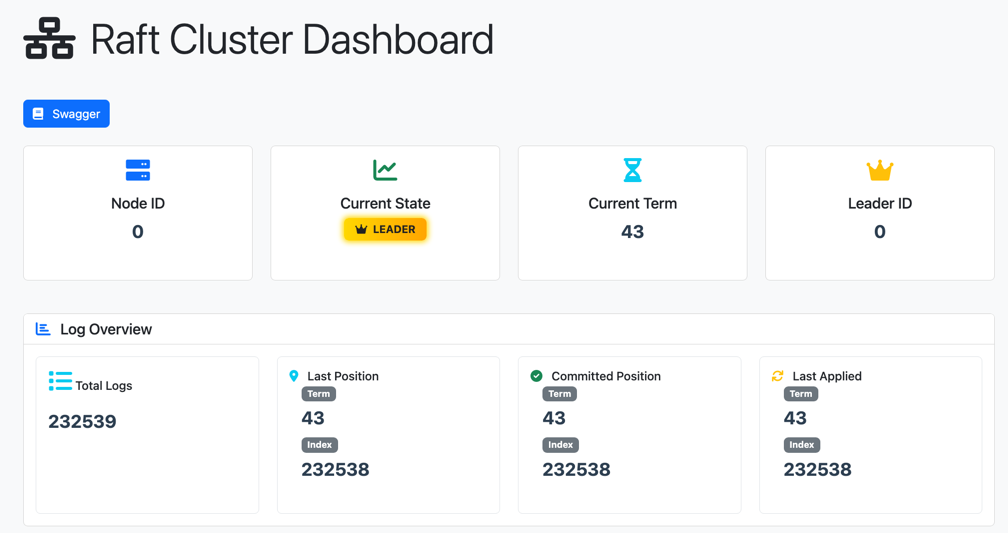 Raft Cluster Dashboard
Swagger
Node ID
0
Current State
LEADER
Current Term
43
Leader ID
0
Log Overview
Total Logs
232539
Last Position
Term
43
Index
232538
Committed Position
Term
43
Index
232538
Last Applied
Term
43
Index
232538